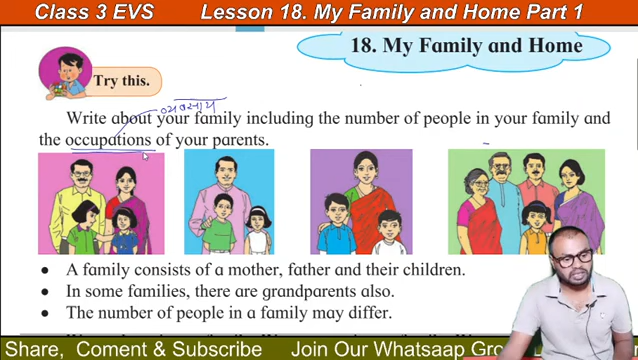 Class 3 EVS Lesson 18. My Family and Home Part 1
18. My Family and Home
Try this.
व्यवसाय
Write about your family including the number of people in your family and
the occupations of your parents.
• A family consists of a mother, father and their children.
• In some families, there are grandparents also.
• The number of people in a family may differ.
Share, Coment & Subscribe Join Our Whatsaap Gro